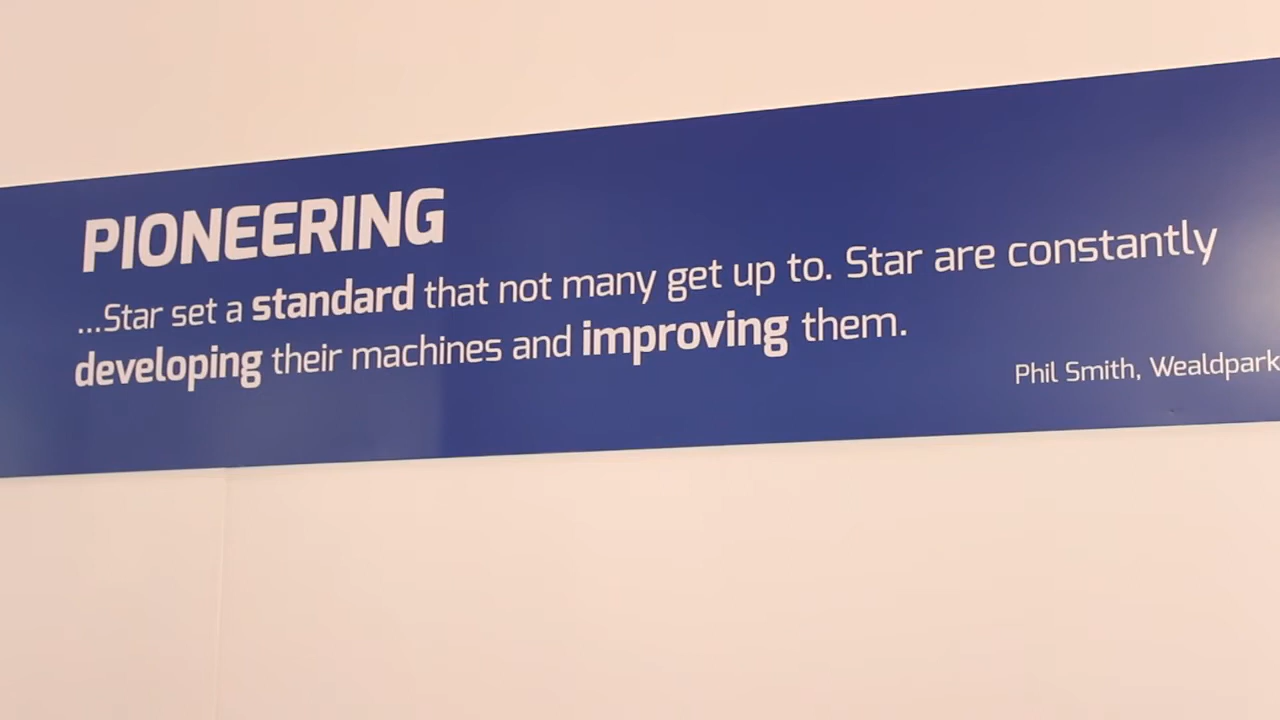 PIONEERING
...Star set a standard that not many get up to. Star are constantly
developing their machines and improving them.
Phil Smith, Wealdpark